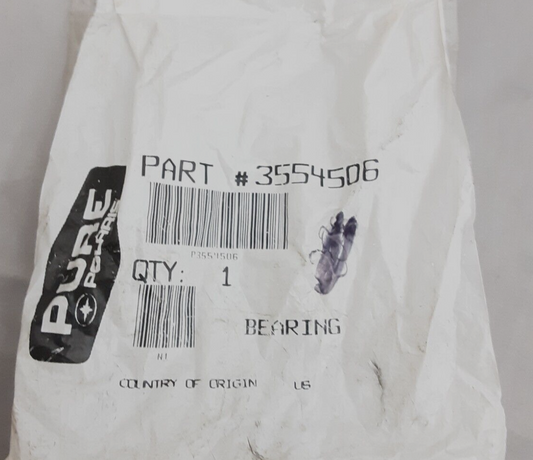 PART #3554506
P3554506
QTY: 1
BEARING
N1
COUNTRY OF ORIGIN US
PURE
POLARIS